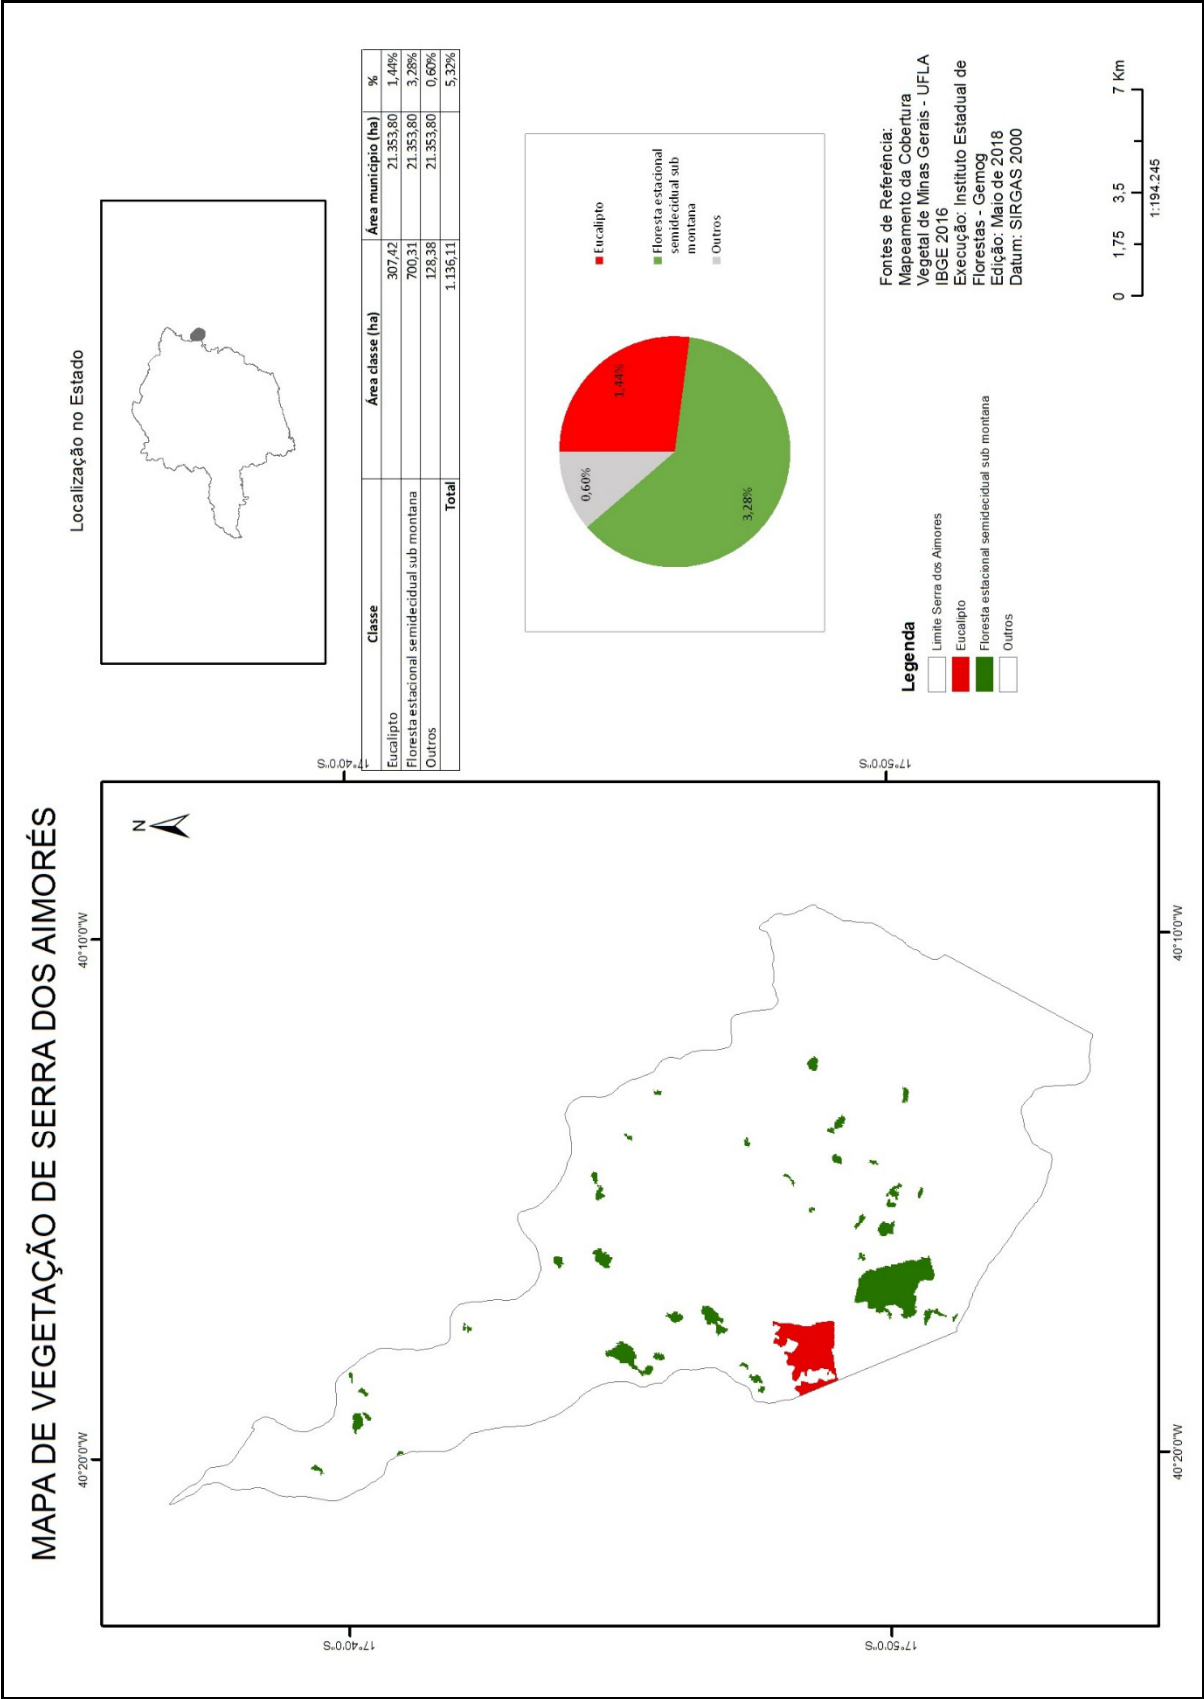 MAPA DE VEGETAÇÃO DE SERRA DOS AIMORÉS
40°20'0"W
40°10'0"W
17°40'0"S
17°40'0"S
17°50'0"S
17°50'0"S
40°20'0"W
40°10'0"W
N
Localização no Estado
Classe Área classe (ha) Área municipio (ha) %
Eucalipto 307,42 21.353,80 1,44%
Floresta estacional semidecidual sub montana 700,31 21.353,80 3,28%
Outros 128,38 21.353,80 0,60%
Total 1.136,11 5,32%
0,60%
1,44%
3,28%
Eucalipto
Floresta estacional
semidecidual sub
montana
Outros
Legenda
Limite Serra dos Aimores
Eucalipto
Floresta estacional semidecidual sub montana
Outros
Fontes de Referência:
Mapeamento da Cobertura
Vegetal de Minas Gerais - UFLA
IBGE 2016
Execução: Instituto Estadual de
Florestas - Gemog
Edição: Maio de 2018
Datum: SIRGAS 2000
0 1,75 3,5 7 Km
1:194.245